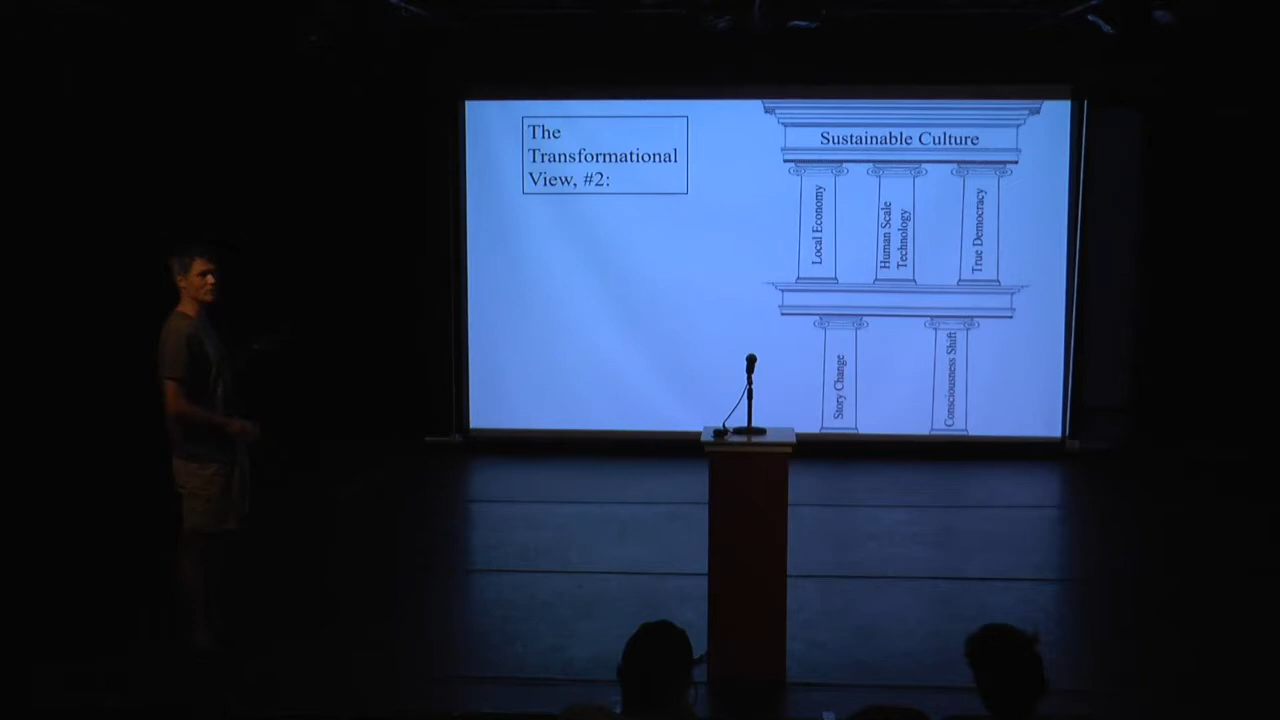 The
Transformational
View, #2:
Sustainable Culture
Local Economy
Human Scale
Technology
True Democracy
Story Change
Consciousness Shift